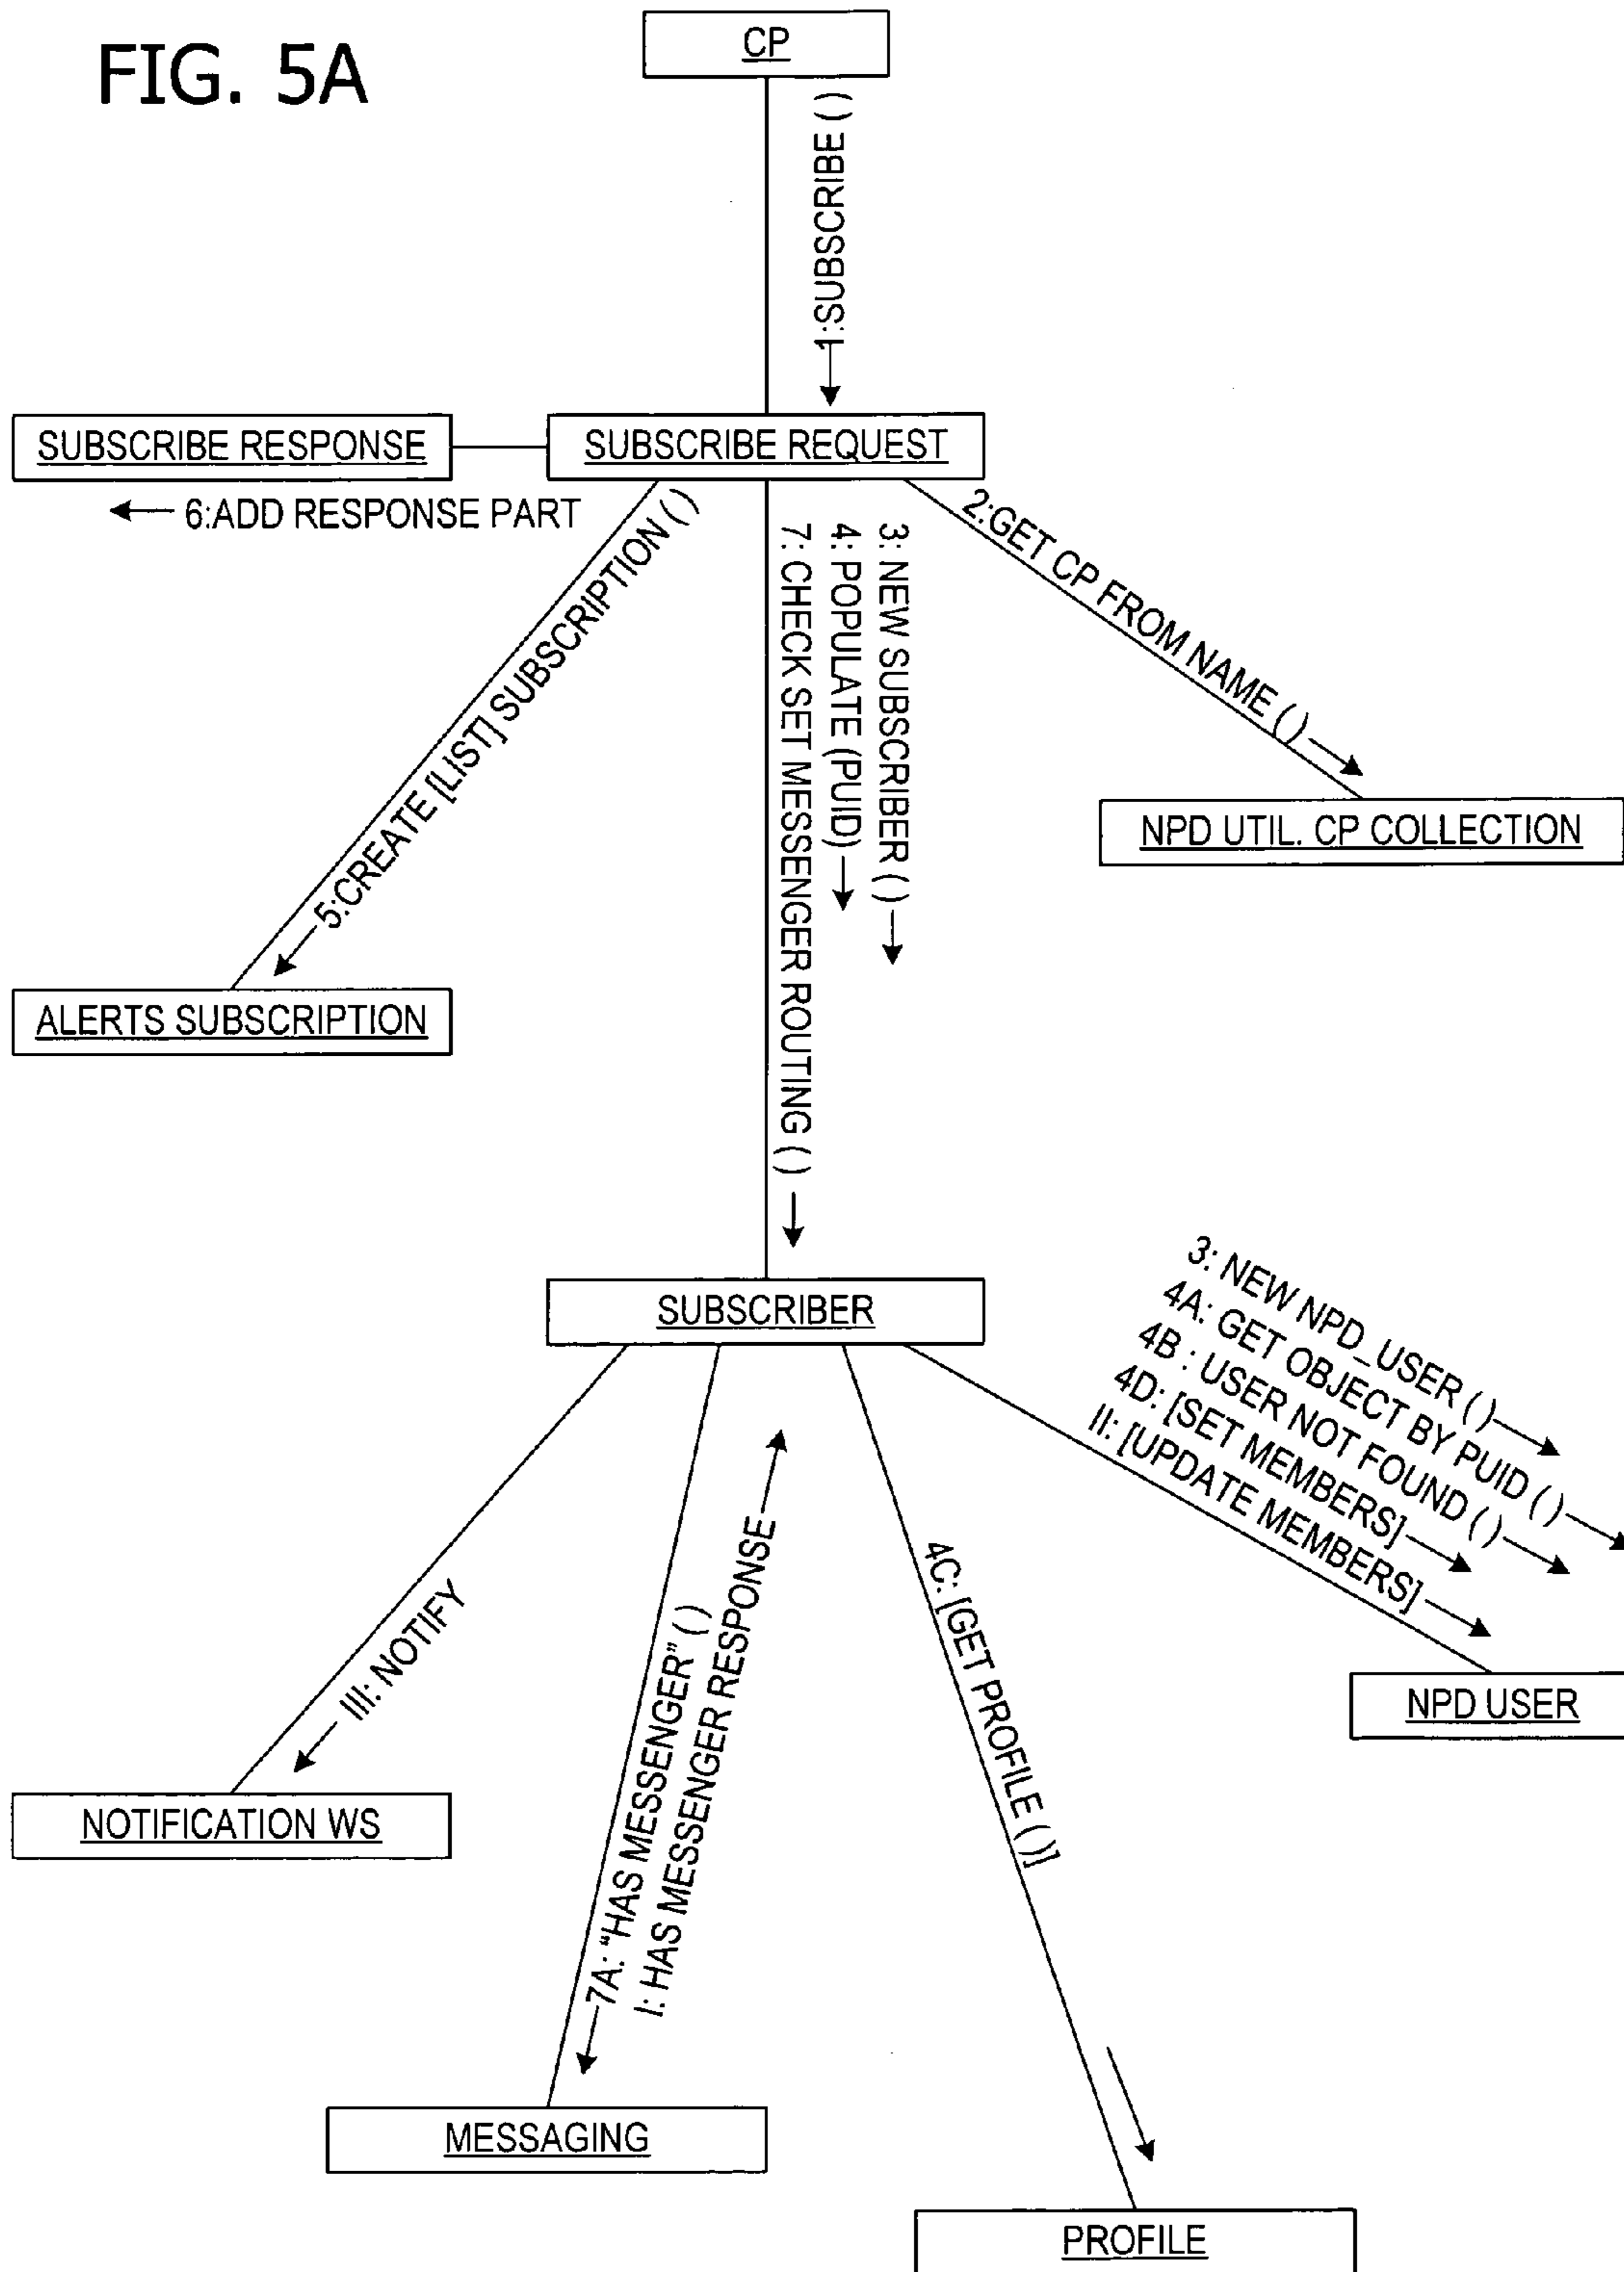 FIG. 5A
CP
1:SUBSCRIBE ( )
SUBSCRIBE RESPONSE
SUBSCRIBE REQUEST
6:ADD RESPONSE PART
5:CREATE [LIST] SUBSCRIPTION ( )
3: NEW SUBSCRIBER ( )
4: POPULATE (PUID)
7: CHECK SET MESSENGER ROUTING ( )
2:GET CP FROM NAME ( )
NPD UTIL. CP COLLECTION
ALERTS SUBSCRIPTION
SUBSCRIBER
3: NEW NPD_USER ( )
4A: GET OBJECT BY PUID ( )
4B : USER NOT FOUND ( )
4D: [SET MEMBERS]
II: [UPDATE MEMBERS]
III: NOTIFY
7A: "HAS MESSENGER" ( )
I: HAS MESSENGER RESPONSE
4C: [GET PROFILE ( )]
NPD USER
NOTIFICATION WS
MESSAGING
PROFILE